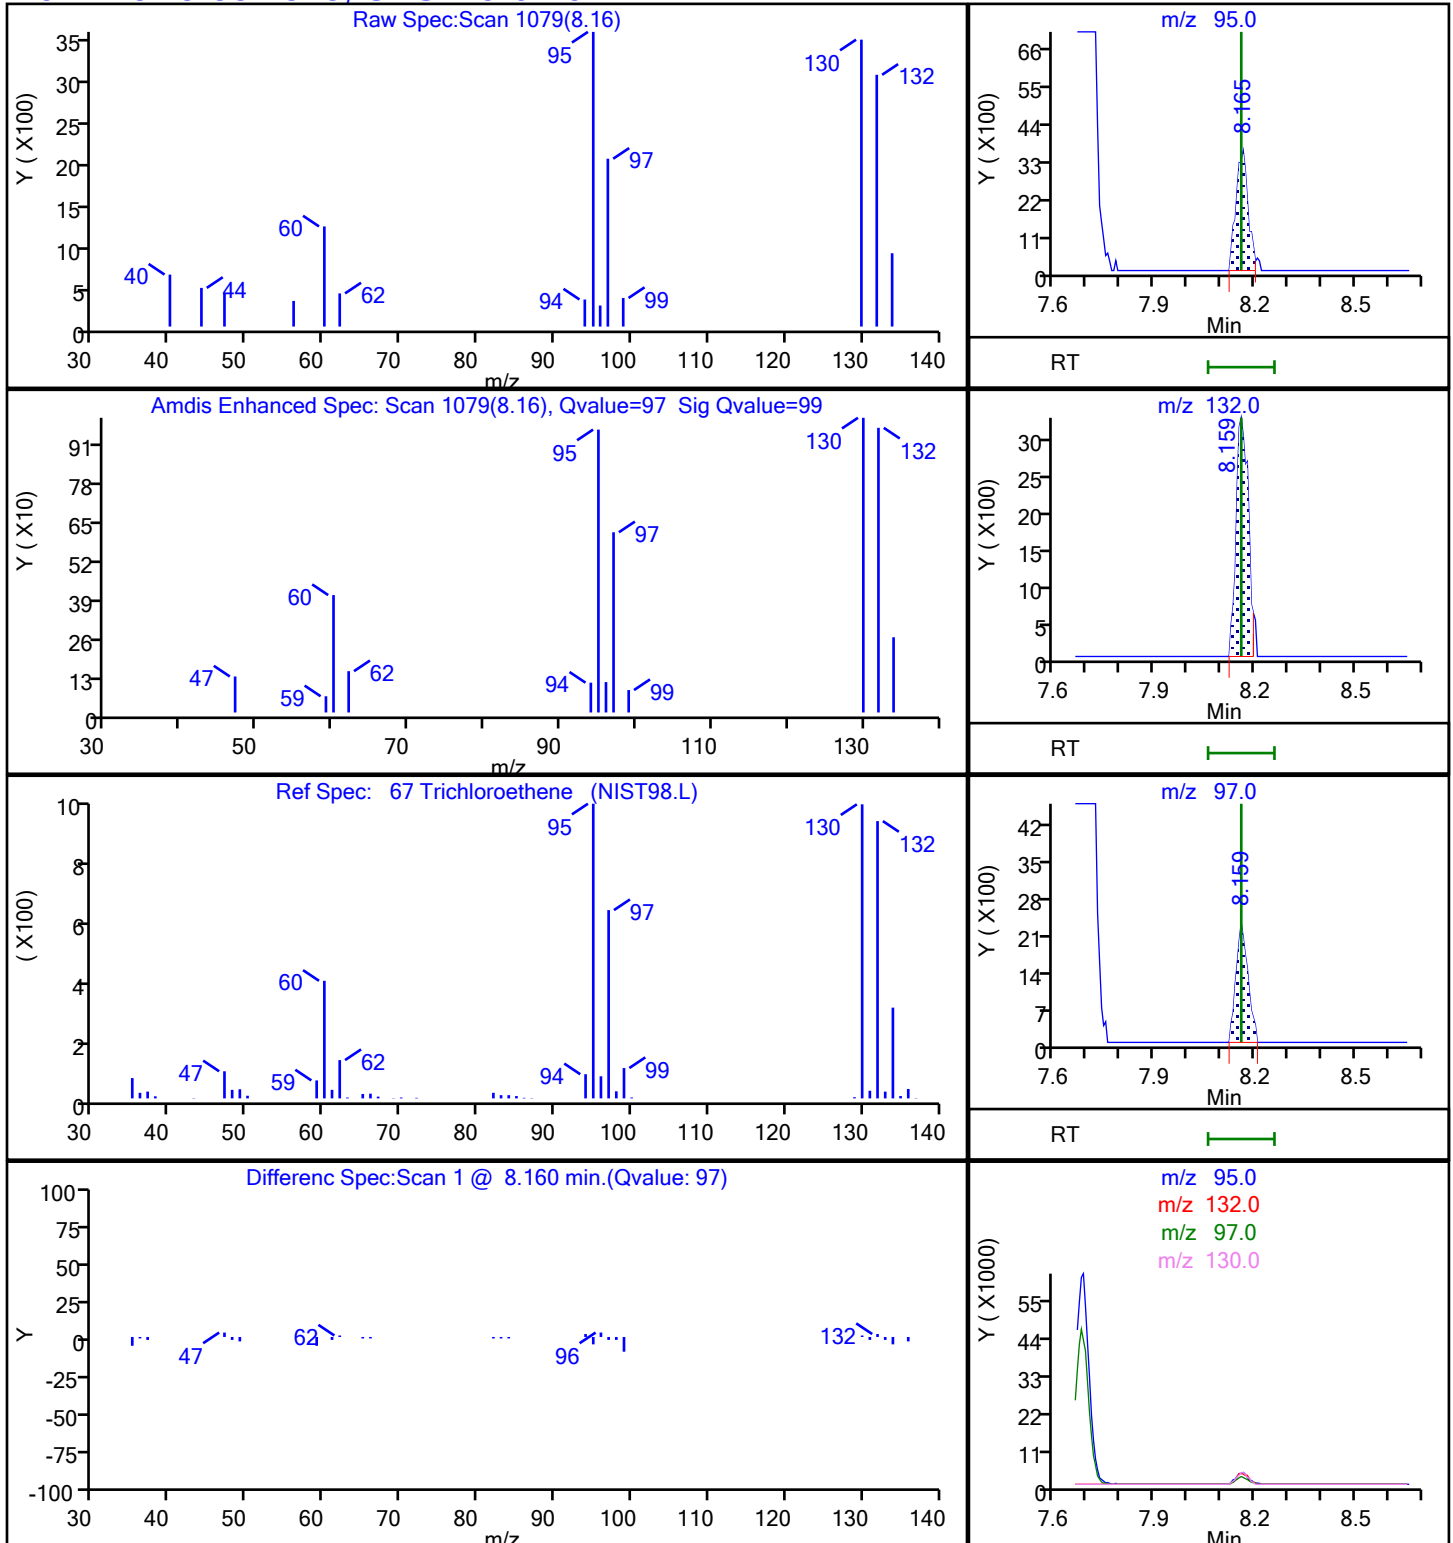 Raw Spec:Scan 1079(8.16)
Y ( X100)
35
30
25
20
15
10
5
0
40
44
60
62
95
94
97
99
130
132
30 40 50 60 70 80 90 100 110 120 130 140
m/z
m/z 95.0
Y ( X100)
66
55
44
33
22
11
0
8.165
7.6 7.9 8.2 8.5
Min
RT
Amdis Enhanced Spec: Scan 1079(8.16), Qvalue=97 Sig Qvalue=99
Y ( X10)
91
78
65
52
39
26
13
0
47
59
60
62
95
94
97
99
130
132
30 50 70 90 110 130
m/z
m/z 132.0
Y ( X100)
30
25
20
15
10
5
0
8.159
7.6 7.9 8.2 8.5
Min
RT
Ref Spec: 67 Trichloroethene (NIST98.L)
( X100)
10
8
6
4
2
0
47
59
60
62
95
94
97
99
130
132
30 40 50 60 70 80 90 100 110 120 130 140
m/z
m/z 97.0
Y ( X100)
42
35
28
21
14
7
0
8.159
7.6 7.9 8.2 8.5
Min
RT
Differenc Spec:Scan 1 @ 8.160 min.(Qvalue: 97)
Y
100
75
50
25
0
-25
-50
-75
-100
47
62
96
132
30 40 50 60 70 80 90 100 110 120 130 140
m/z
m/z 95.0
m/z 132.0
m/z 97.0
m/z 130.0
Y ( X1000)
55
44
33
22
11
0
7.6 7.9 8.2 8.5
Min